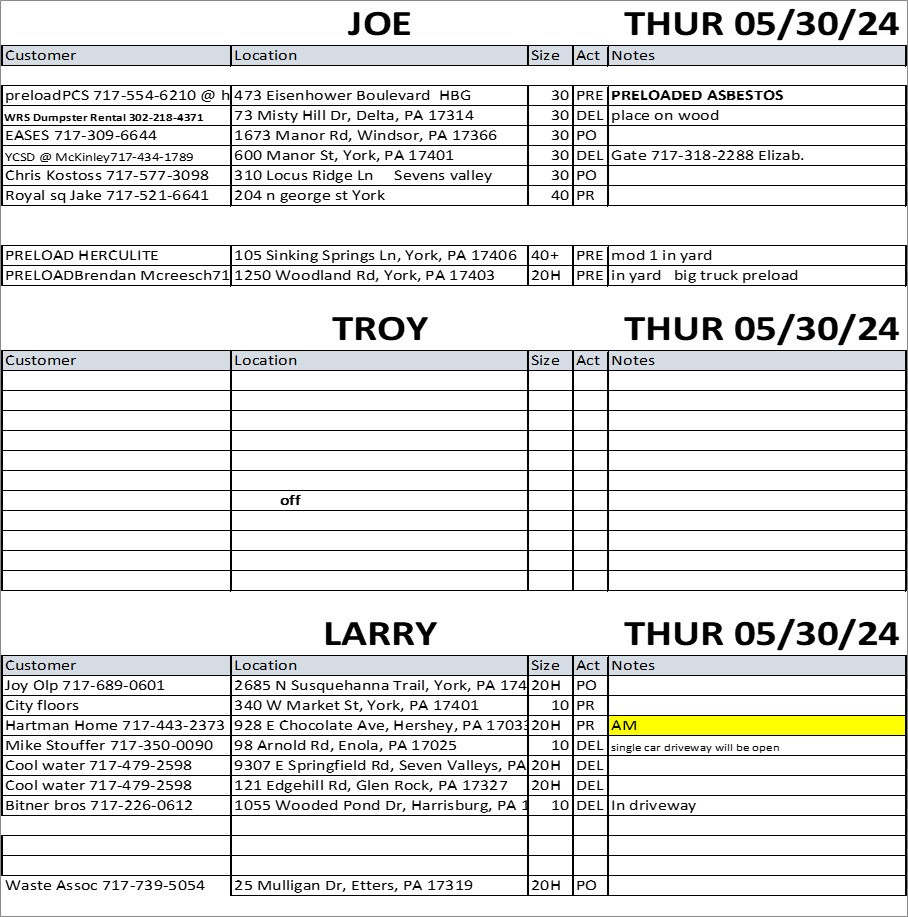 JOE THUR 05/30/24
Customer Location Size Act Notes
preloadPCS 717-554-6210 @ h 473 Eisenhower Boulevard HBG 30 PRE PRELOADED ASBESTOS
WRS Dumpster Rental 302-218-4371 73 Misty Hill Dr, Delta, PA 17314 30 DEL place on wood
EASES 717-309-6644 1673 Manor Rd, Windsor, PA 17366 30 PO
YCSD @ McKinley717-434-1789 600 Manor St, York, PA 17401 30 DEL Gate 717-318-2288 Elizab.
Chris Kostoss 717-577-3098 310 Locus Ridge Ln Sevens valley 30 PO
Royal sq Jake 717-521-6641 204 n george st York 40 PR
PRELOAD HERCULITE 105 Sinking Springs Ln, York, PA 17406 40+ PRE mod 1 in yard
PRELOADBrendan Mcreesch71 1250 Woodland Rd, York, PA 17403 20H PRE in yard big truck preload
TROY THUR 05/30/24
Customer Location Size Act Notes
off
LARRY THUR 05/30/24
Customer Location Size Act Notes
Joy Olp 717-689-0601 2685 N Susquehanna Trail, York, PA 174 20H PO
City floors 340 W Market St, York, PA 17401 10 PR
Hartman Home 717-443-2373 928 E Chocolate Ave, Hershey, PA 17033 20H PR AM
Mike Stouffer 717-350-0090 98 Arnold Rd, Enola, PA 17025 10 DEL single car driveway will be open
Cool water 717-479-2598 9307 E Springfield Rd, Seven Valleys, PA 20H DEL
Cool water 717-479-2598 121 Edgehill Rd, Glen Rock, PA 17327 20H DEL
Bitner bros 717-226-0612 1055 Wooded Pond Dr, Harrisburg, PA 1 10 DEL In driveway
Waste Assoc 717-739-5054 25 Mulligan Dr, Etters, PA 17319 20H PO